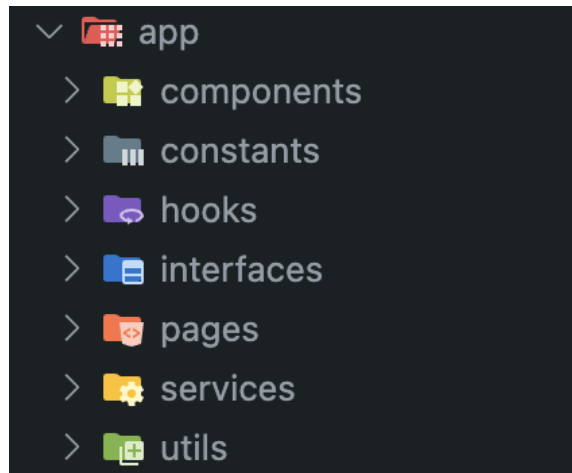 app
components
constants
hooks
interfaces
pages
services
utils